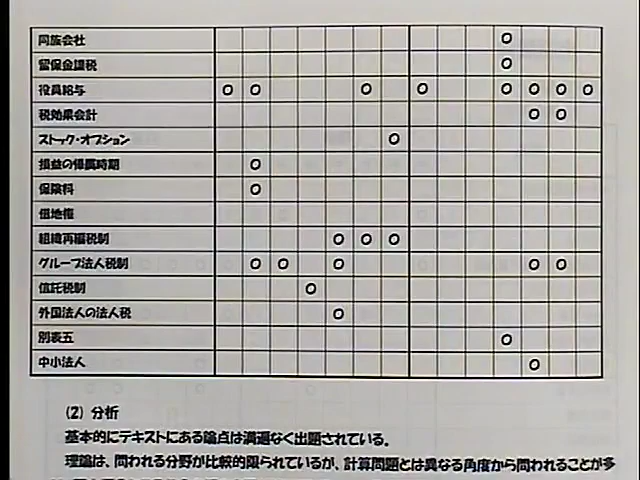 同族会社 O
留保金課税 O
役員給与 O O O O O O O O
税効果会計 O O
ストック・オプション O
損益の帰属時期 O
保険料 O
借地権
組織再編税制 O O O
グループ法人税制 O O O O O
信託税制 O
外国法人の法人税 O
別表五 O
中小法人 O
(2) 分析
基本的にテキストにある論点は満遍なく出題されている。
理論は、問われる分野が比較的限られているが、計算問題とは異なる角度から問われることが多